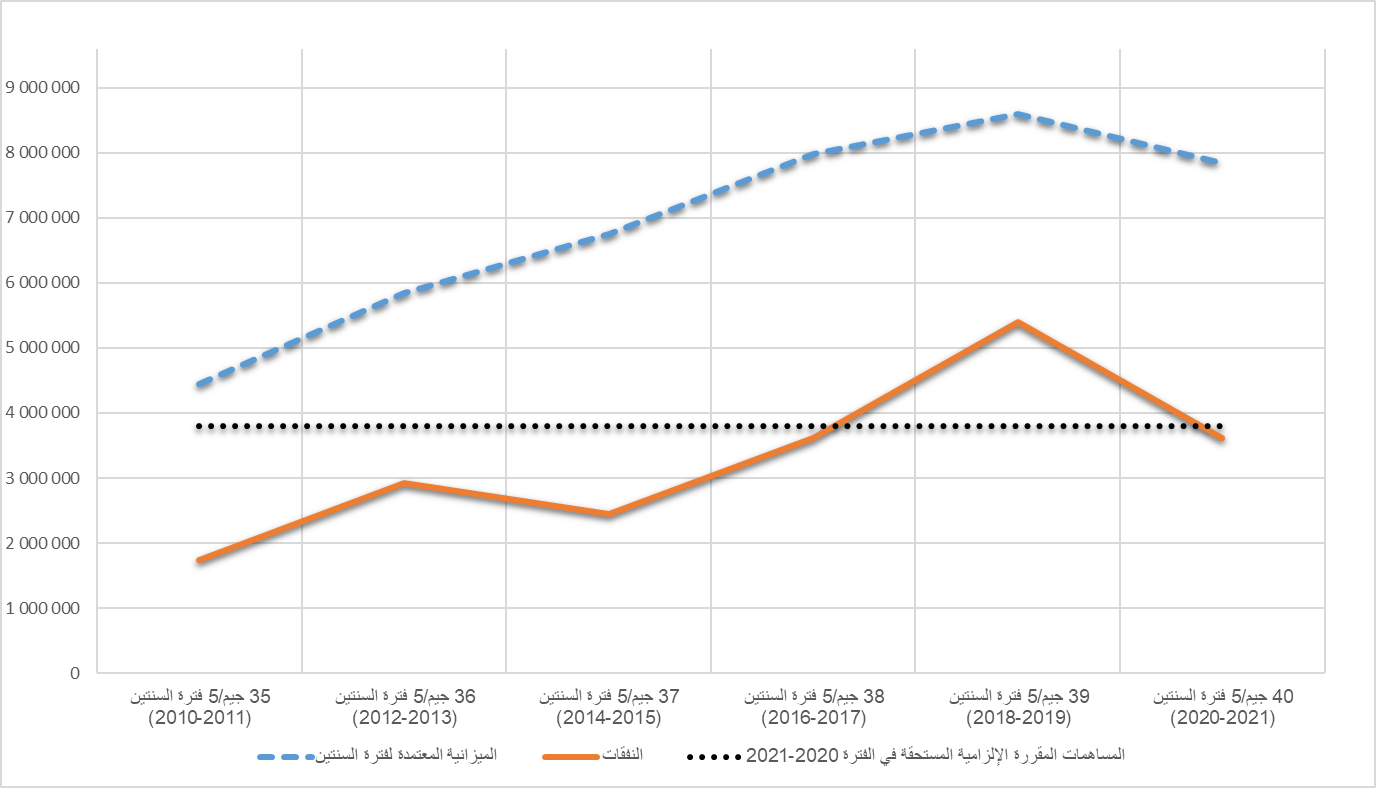 9 000 000
8 000 000
7 000 000
6 000 000
5 000 000
4 000 000
3 000 000
2 000 000
1 000 000
0
35 جيم/5 فترة السنتين
(2010-2011)
36 جيم/5 فترة السنتين
(2012-2013)
37 جيم/5 فترة السنتين
(2014-2015)
38 جيم/5 فترة السنتين
(2016-2017)
39 جيم/5 فترة السنتين
(2018-2019)
40 جيم/5 فترة السنتين
(2020-2021)
الميزانية المعتمدة لفترة السنتين
النفقات
المساهمات المقررة الإلزامية المستحقة في الفترة 2020-2021